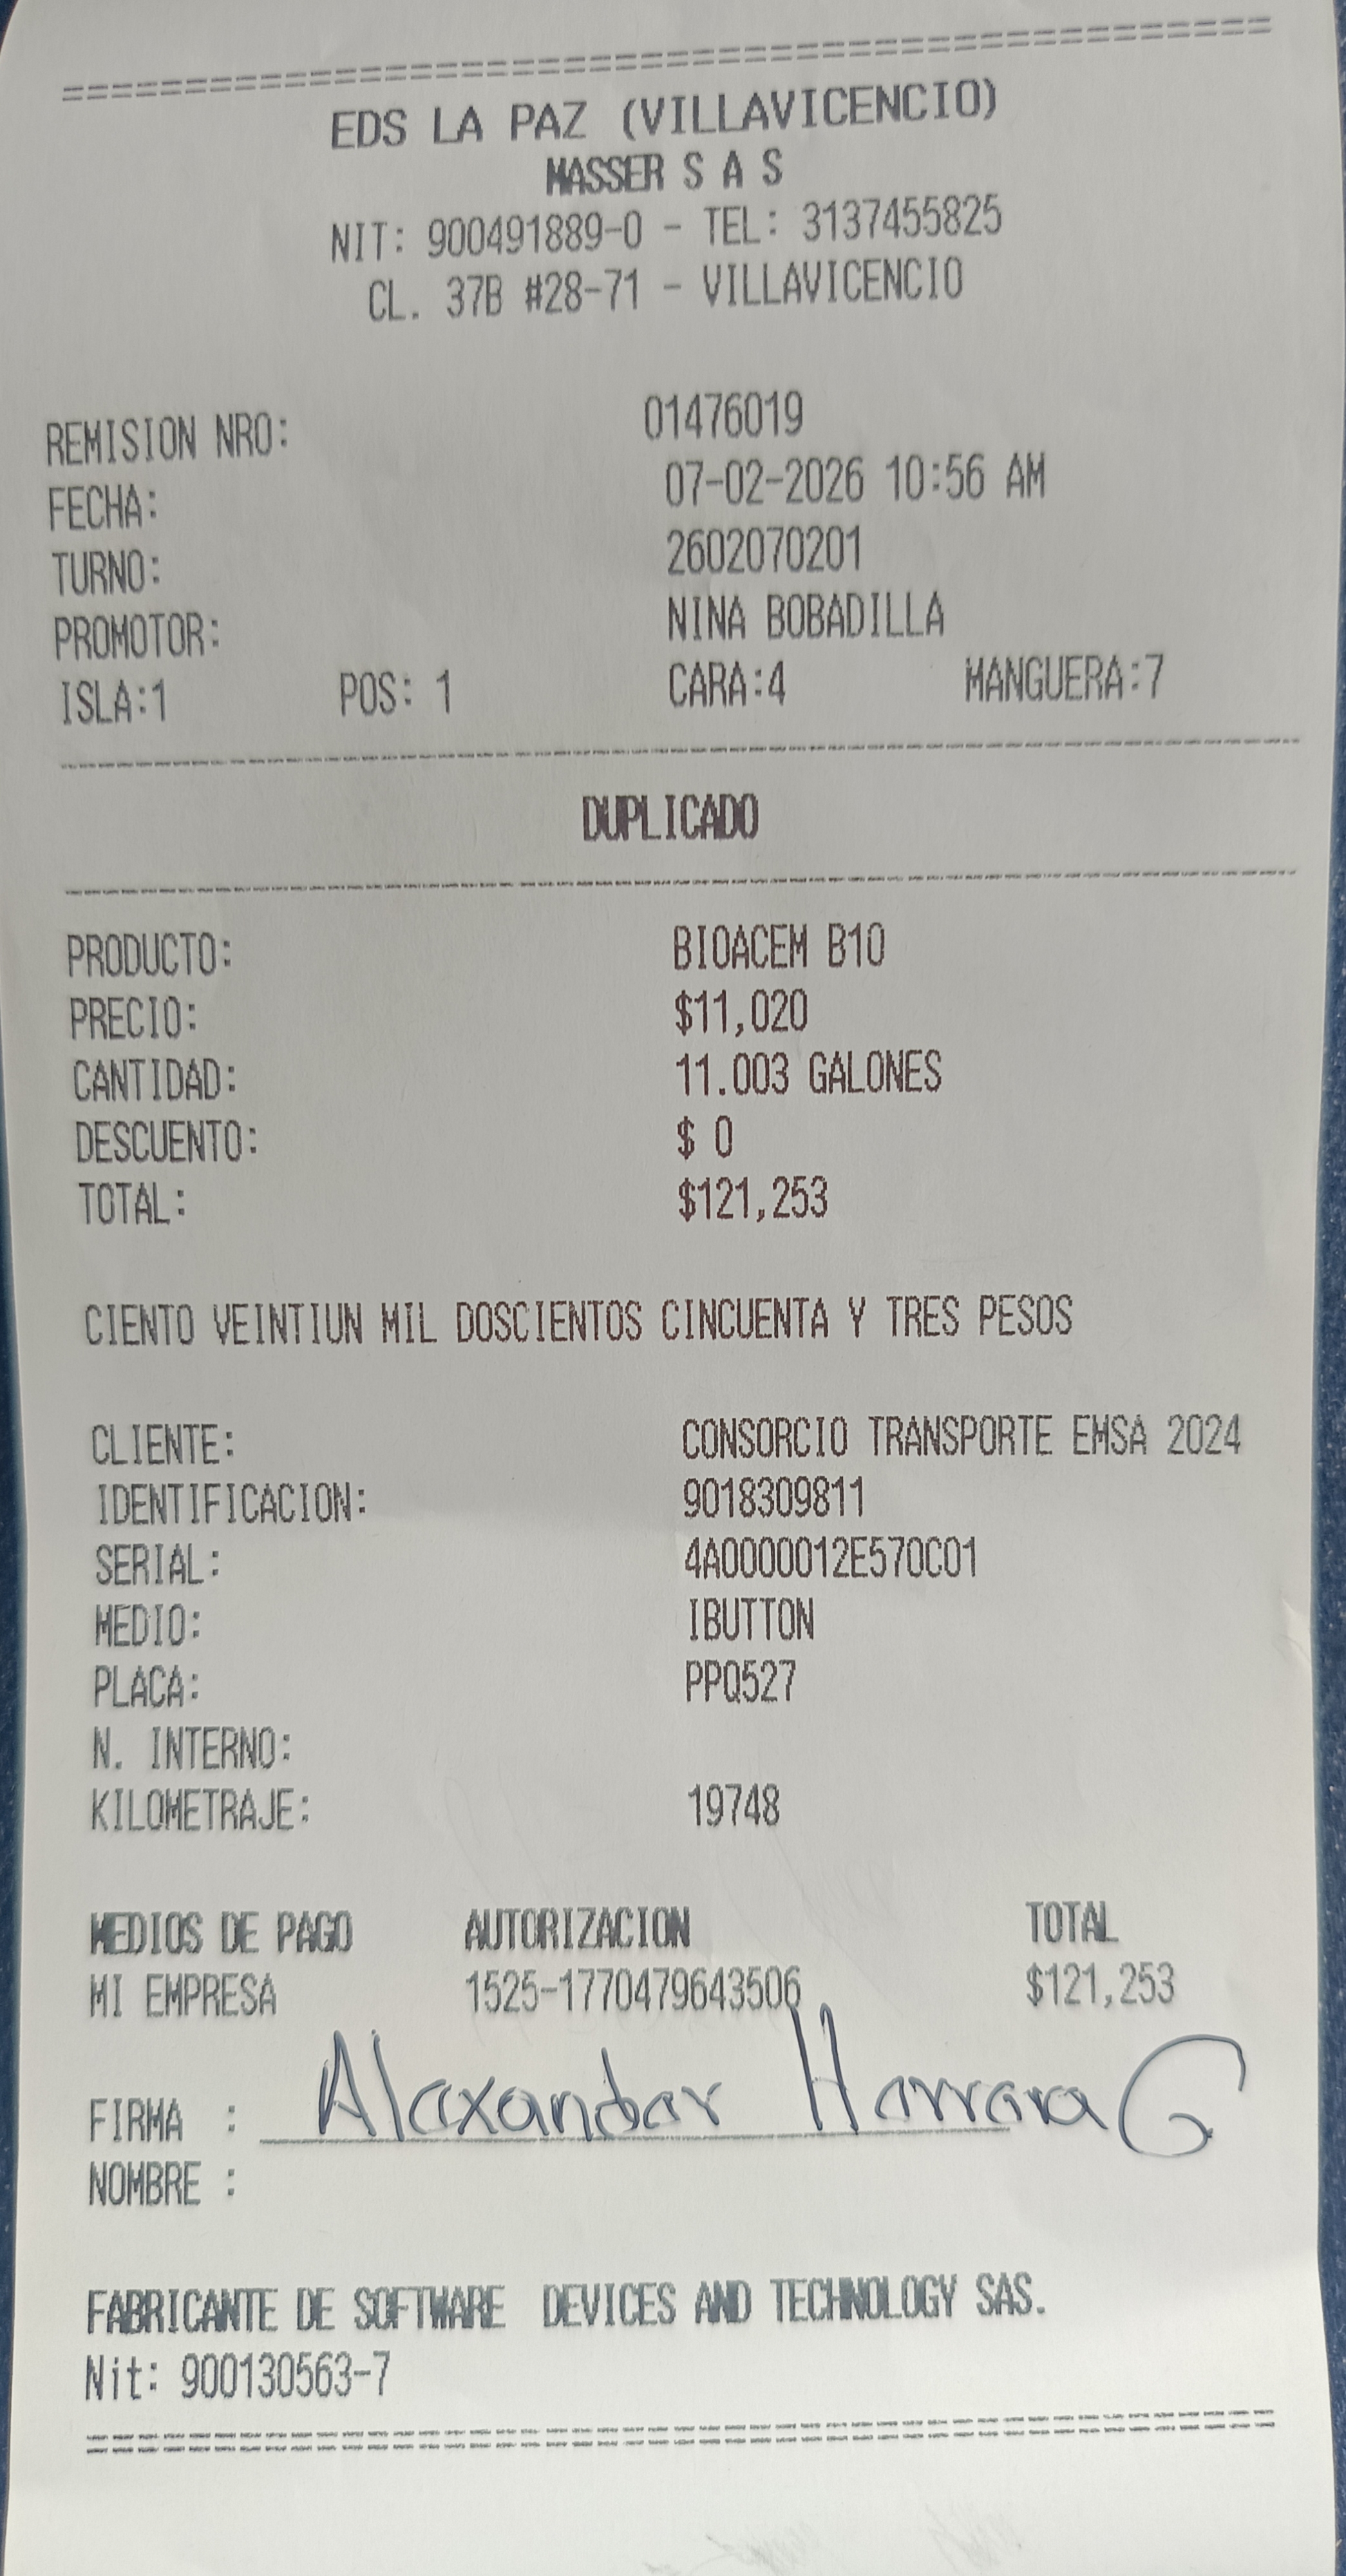 EDS LA PAZ (VILLAVICENCIO)
MASSER S A S
NIT: 900491889-0 - TEL: 3137455825
CL. 37B #28-71 - VILLAVICENCIO
REMISION NRO: 01476019
FECHA: 07-02-2026 10:56 AM
TURNO: 2602070201
PROMOTOR: NINA BOBADILLA
ISLA:1 POS: 1 CARA:4 MANGUERA:7
DUPLICADO
PRODUCTO: BIOACEM B10
PRECIO: $11,020
CANTIDAD: 11.003 GALONES
DESCUENTO: $ 0
TOTAL: $121,253
CIENTO VEINTIUN MIL DOSCIENTOS CINCUENTA Y TRES PESOS
CLIENTE: CONSORCIO TRANSPORTE EMSA 2024
IDENTIFICACION: 9018309811
SERIAL: 4A0000012E570C01
MEDIO: IBUTTON
PLACA: PPQ527
N. INTERNO:
KILOMETRAJE: 19748
MEDIOS DE PAGO AUTORIZACION TOTAL
MI EMPRESA 1525-1770479643506 $121,253
FIRMA : Alexander Herrera G
NOMBRE :
FABRICANTE DE SOFTWARE DEVICES AND TECHNOLOGY SAS.
Nit: 900130563-7